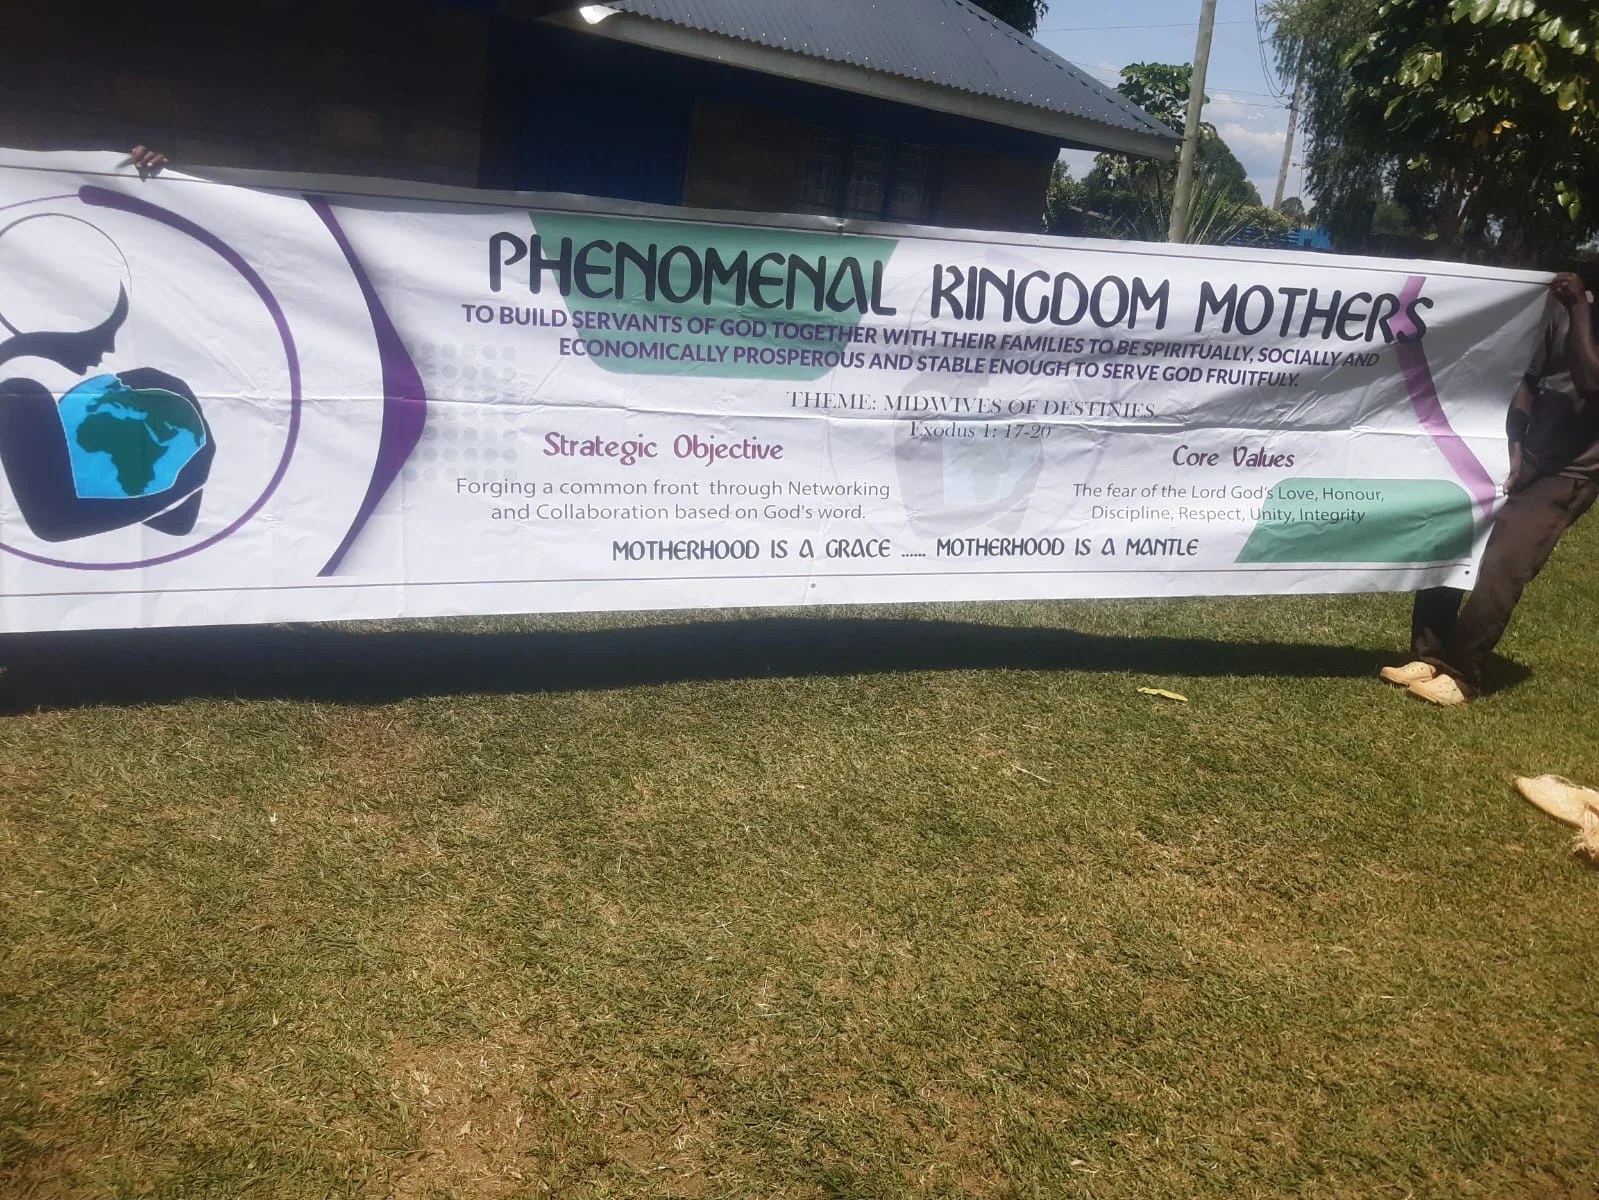 PHENOMENAL KINGDOM MOTHERS
TO BUILD SERVANTS OF GOD TOGETHER WITH THEIR FAMILIES TO BE SPIRITUALLY, SOCIALLY AND
ECONOMICALLY PROSPEROUS AND STABLE ENOUGH TO SERVE GOD FRUITFULY.
THEME: MIDWIVES OF DESTINIES.
Exodus 1: 17-20
Strategic Objective
Forging a common front through Networking
and Collaboration based on God's word.
Core Values
The fear of the Lord God's Love, Honour,
Discipline, Respect, Unity, Integrity
MOTHERHOOD IS A GRACE ...... MOTHERHOOD IS A MANTLE